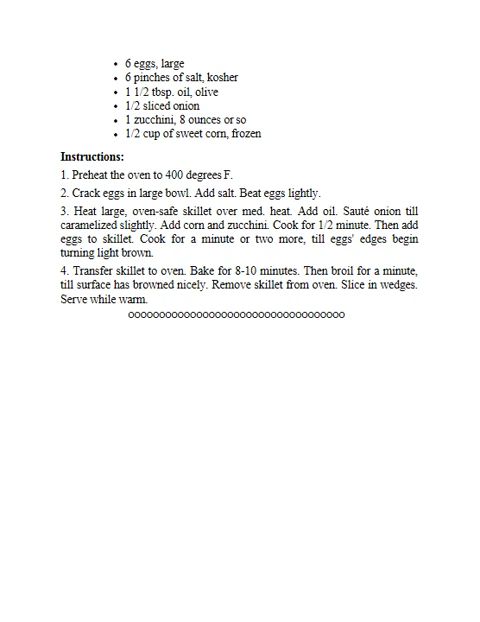 • 6 eggs, large
• 6 pinches of salt, kosher
• 1 1/2 tbsp. oil, olive
• 1/2 sliced onion
• 1 zucchini, 8 ounces or so
• 1/2 cup of sweet corn, frozen
Instructions:
1. Preheat the oven to 400 degrees F.
2. Crack eggs in large bowl. Add salt. Beat eggs lightly.
3. Heat large, oven-safe skillet over med. heat. Add oil. Sauté onion till
caramelized slightly. Add corn and zucchini. Cook for 1/2 minute. Then add
eggs to skillet. Cook for a minute or two more, till eggs' edges begin
turning light brown.
4. Transfer skillet to oven. Bake for 8-10 minutes. Then broil for a minute,
till surface has browned nicely. Remove skillet from oven. Slice in wedges.
Serve while warm.
ooooooooooooooooooooooooooooooooooo